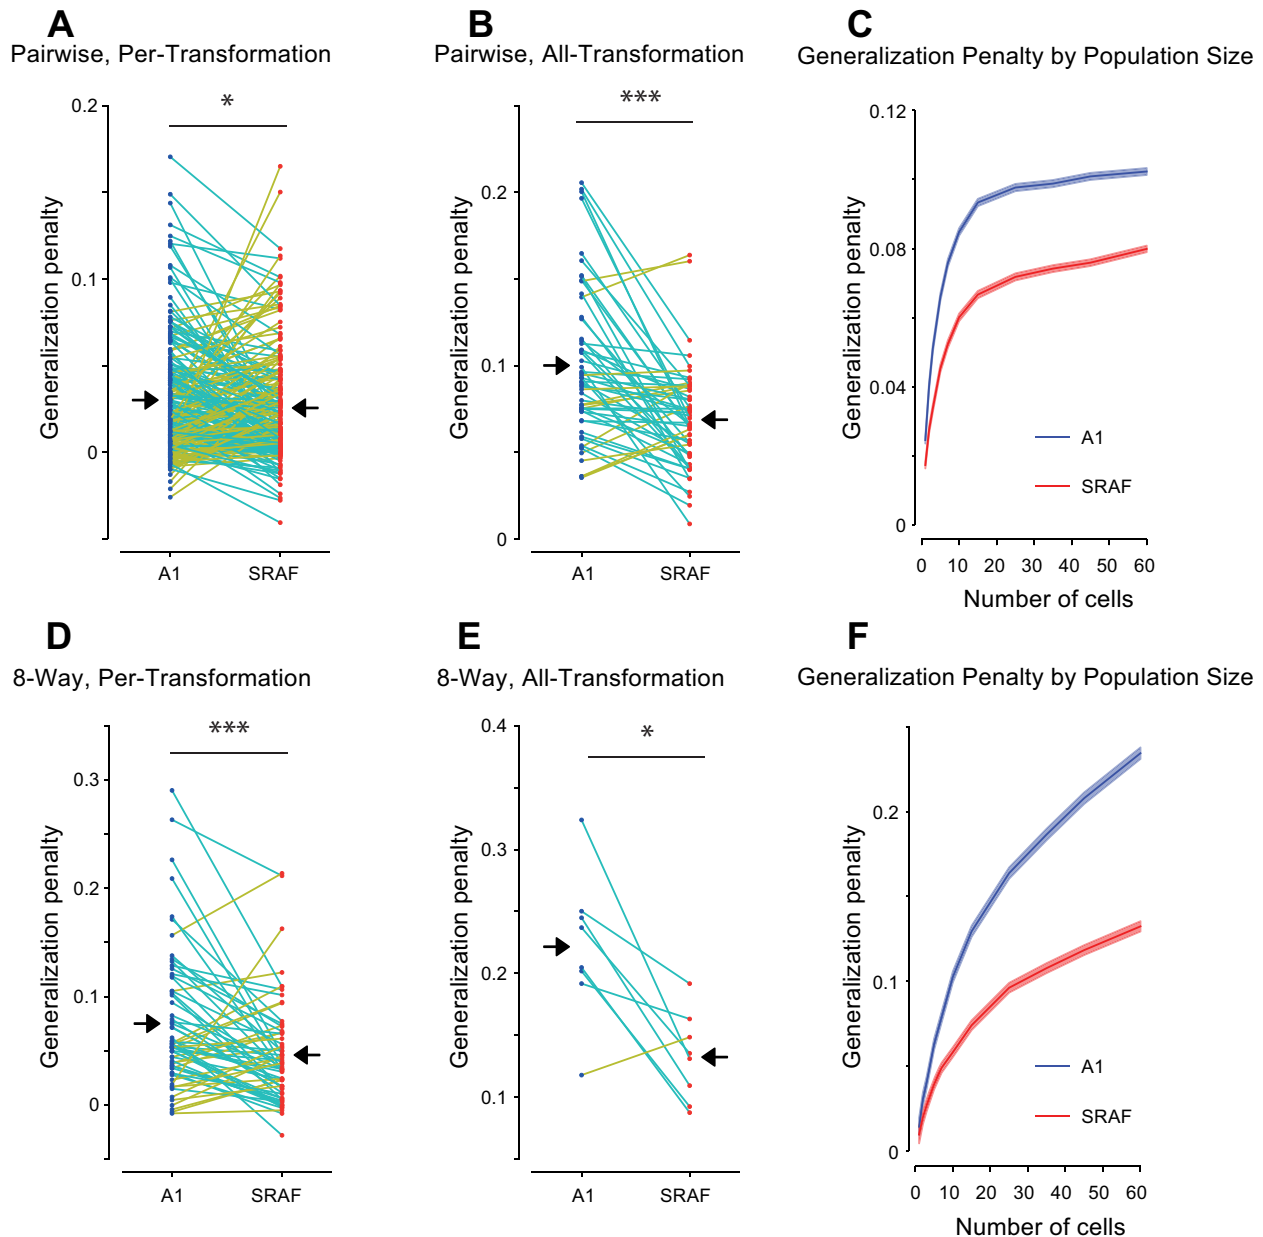 A
Pairwise, Per-Transformation
*
0.2
0.1
0
Generalization penalty
A1 SRAF
B
Pairwise, All-Transformation
***
0.2
0.1
0
Generalization penalty
A1 SRAF
C
Generalization Penalty by Population Size
0.12
0.08
0.04
0
Generalization penalty
A1
SRAF
0 10 20 30 40 50 60
Number of cells
D
8-Way, Per-Transformation
***
0.3
0.2
0.1
0
Generalization penalty
A1 SRAF
E
8-Way, All-Transformation
*
0.4
0.3
0.2
0.1
Generalization penalty
A1 SRAF
F
Generalization Penalty by Population Size
0.2
0.1
0
Generalization penalty
A1
SRAF
0 10 20 30 40 50 60
Number of cells